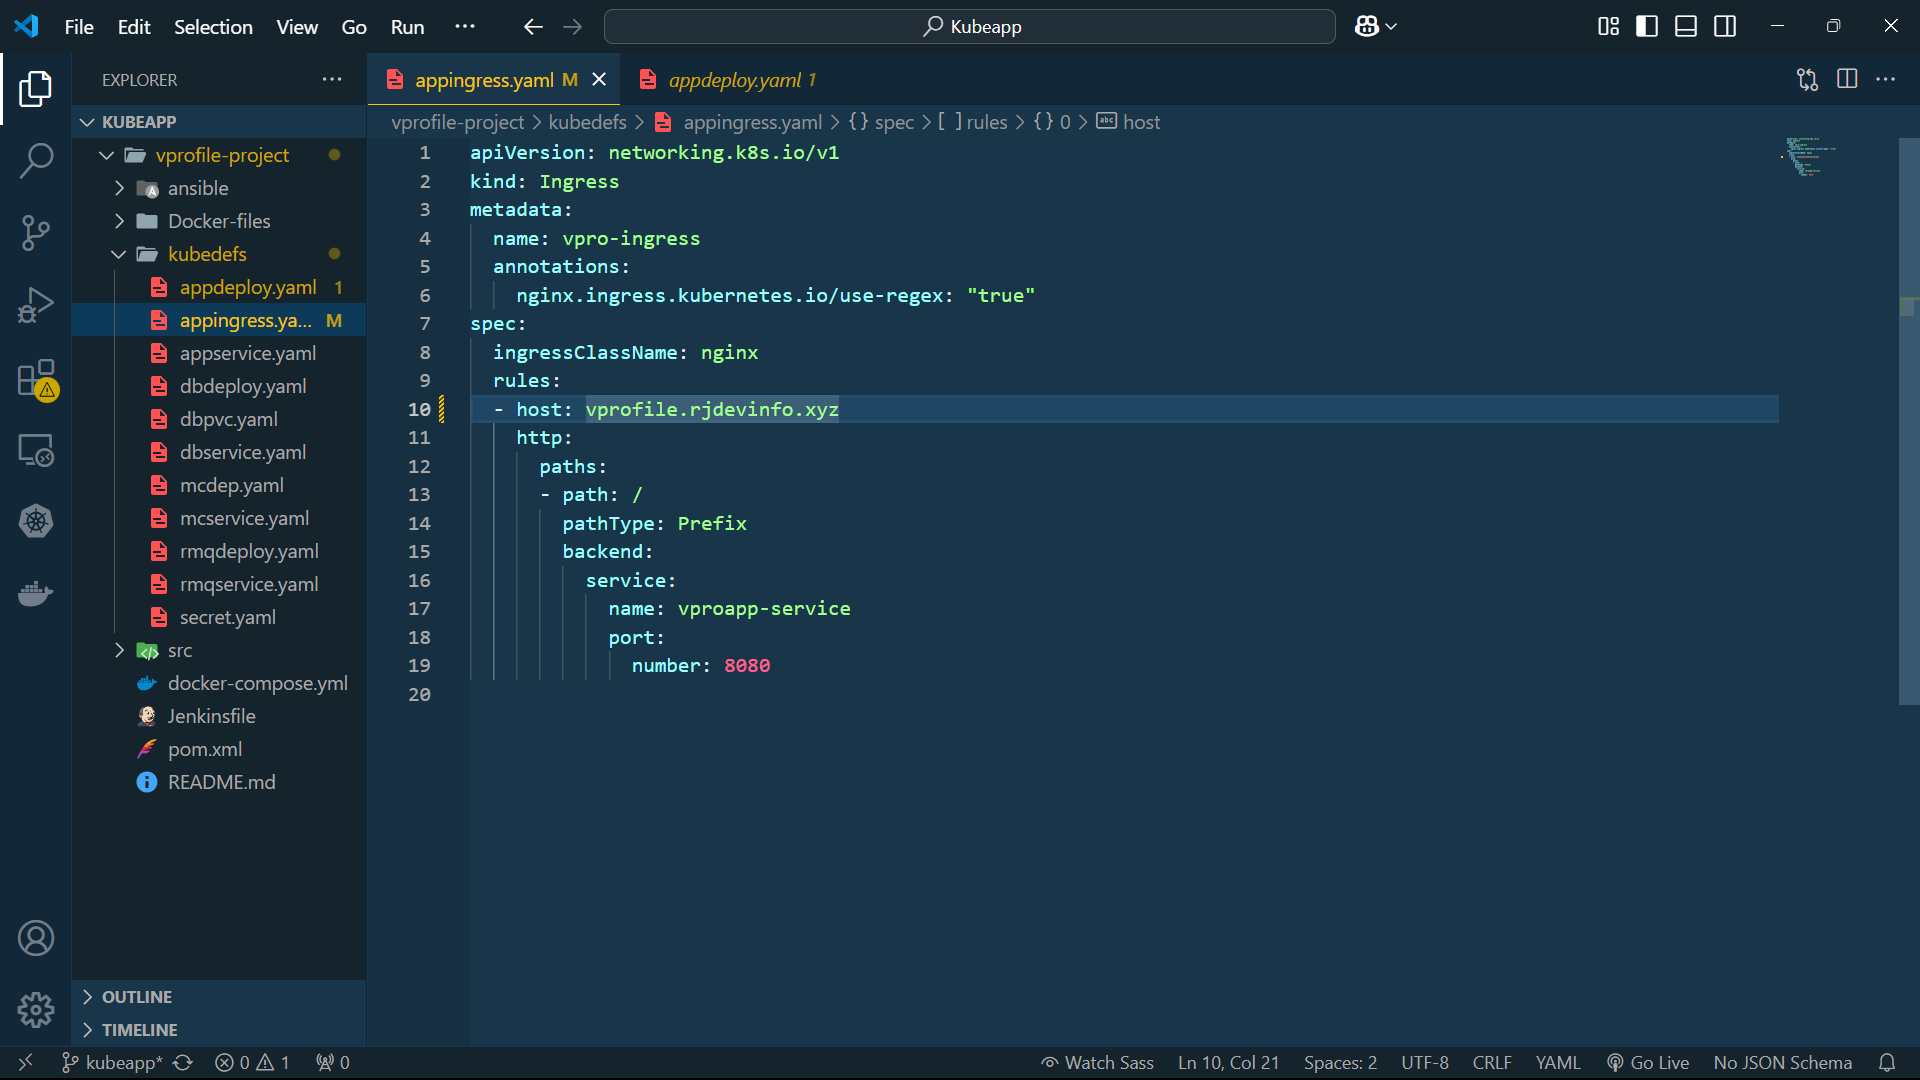 File Edit Selection View Go Run ··· Kubeapp
EXPLORER ···
appingress.yaml M
appdeploy.yaml 1
KUBEAPP
vprofile-project
ansible
Docker-files
kubedefs
appdeploy.yaml 1
appingress.ya... M
appservice.yaml
dbdeploy.yaml
dbpvc.yaml
dbservice.yaml
mcdep.yaml
mcservice.yaml
rmqdeploy.yaml
rmqservice.yaml
secret.yaml
src
docker-compose.yml
Jenkinsfile
pom.xml
README.md
OUTLINE
TIMELINE
vprofile-project > kubedefs > appingress.yaml > {} spec > [ ] rules > {} 0 > abc host
1 apiVersion: networking.k8s.io/v1
2 kind: Ingress
3 metadata:
4   name: vpro-ingress
5   annotations:
6     nginx.ingress.kubernetes.io/use-regex: "true"
7 spec:
8   ingressClassName: nginx
9   rules:
10   - host: vprofile.rjdevinfo.xyz
11     http:
12       paths:
13       - path: /
14         pathType: Prefix
15         backend:
16           service:
17             name: vproapp-service
18             port:
19               number: 8080
20
kubeapp* 0 1 0 Watch Sass Ln 10, Col 21 Spaces: 2 UTF-8 CRLF YAML Go Live No JSON Schema